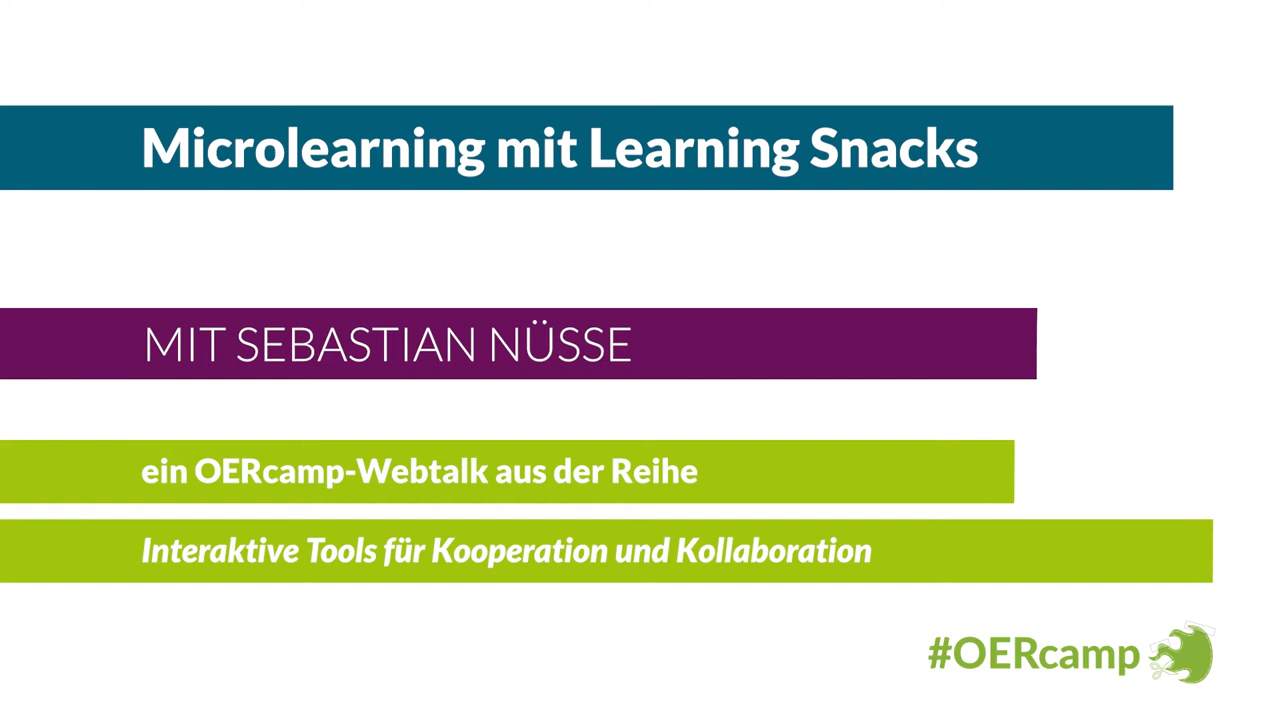 Microlearning mit Learning Snacks
MIT SEBASTIAN NÜSSE
ein OERcamp-Webtalk aus der Reihe
Interaktive Tools für Kooperation und Kollaboration
#OERcamp